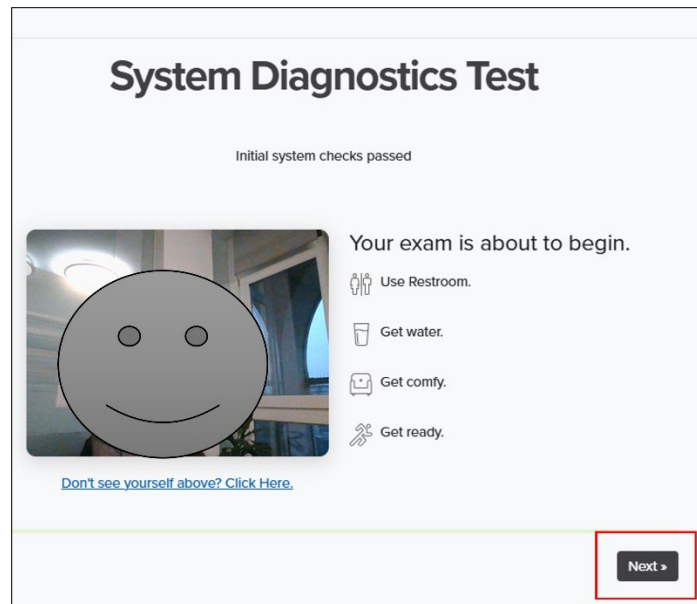 System Diagnostics Test
Initial system checks passed
Your exam is about to begin.
Use Restroom.
Get water.
Get comfy.
Get ready.
Don't see yourself above? Click Here.
Next »